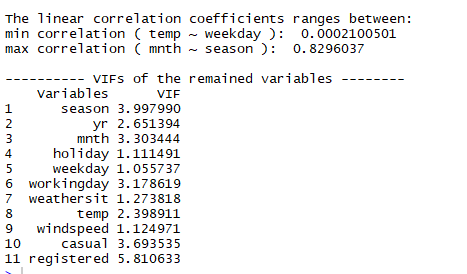 The linear correlation coefficients ranges between:
min correlation ( temp ~ weekday ):  0.0002100501
max correlation ( mnth ~ season ):  0.8296037
---------- VIFs of the remained variables --------
Variables VIF
1 season 3.997990
2 yr 2.651394
3 mnth 3.303444
4 holiday 1.111491
5 weekday 1.055737
6 workingday 3.178619
7 weathersit 1.273818
8 temp 2.398911
9 windspeed 1.124971
10 casual 3.693535
11 registered 5.810633
>